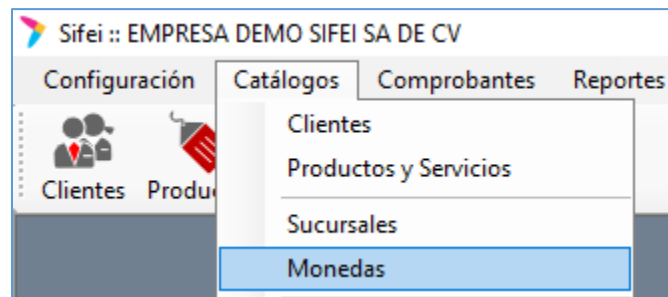 Sifei :: EMPRESA DEMO SIFEI SA DE CV
Configuración Catálogos Comprobantes Reportes
Clientes
Productos y Servicios
Clientes
Sucursales
Monedas